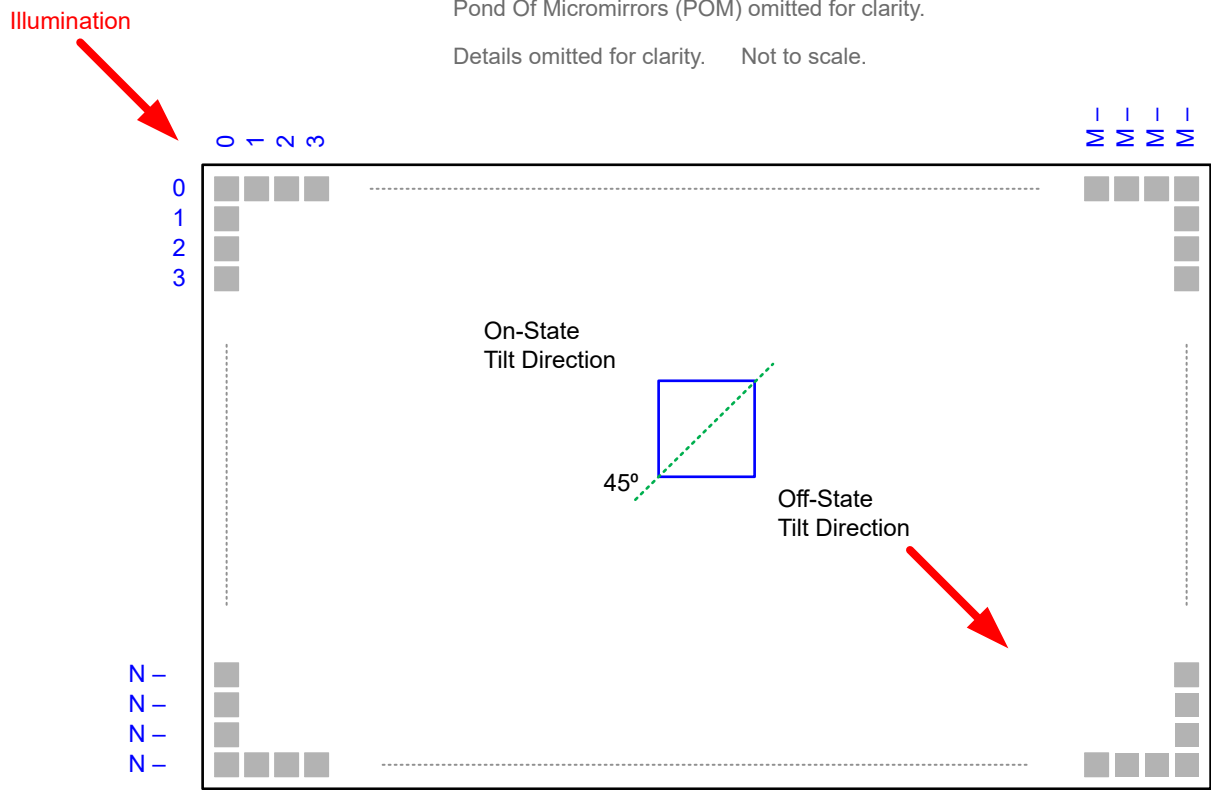 Pond Of Micromirrors (POM) omitted for clarity.
Illumination
Details omitted for clarity. Not to scale.
0 1 2 3
M – M – M – M –
0
1
2
3
On-State
Tilt Direction
45º
Off-State
Tilt Direction
N –
N –
N –
N –